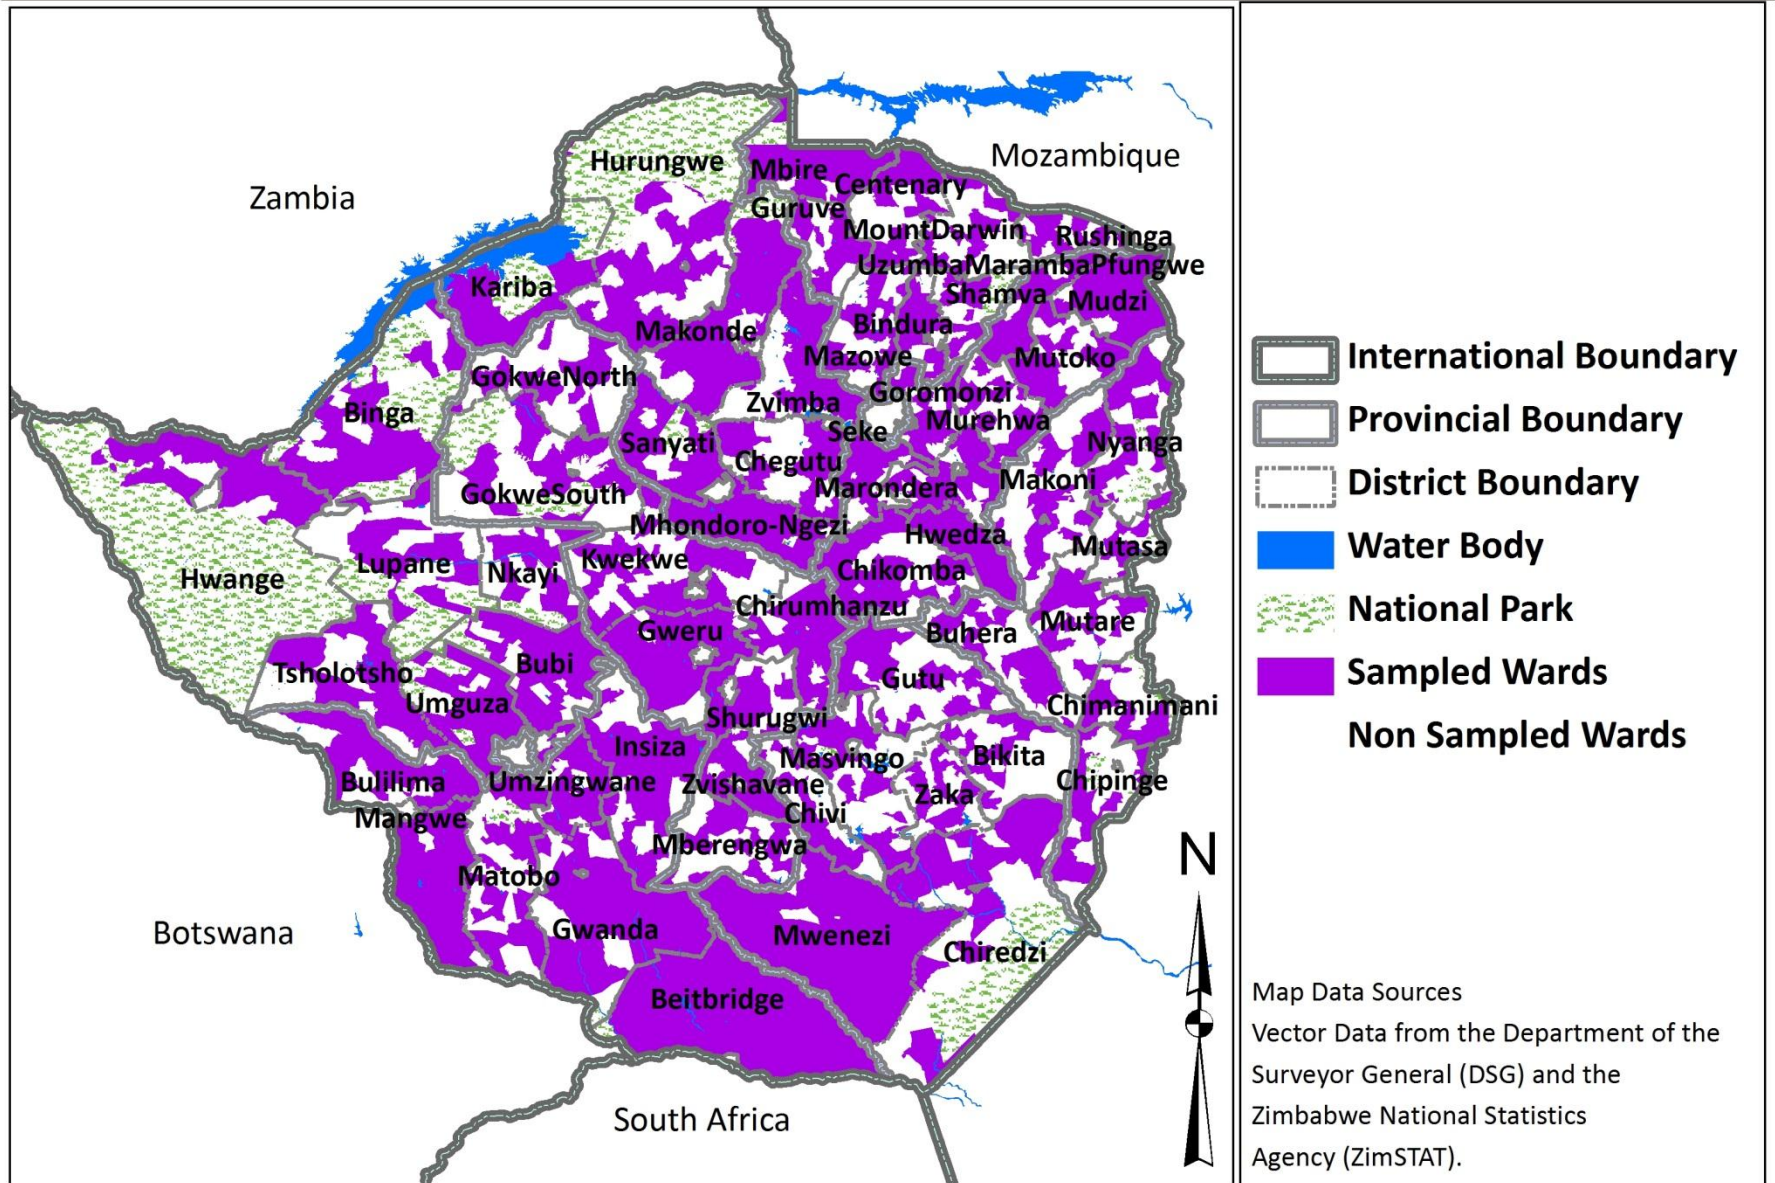 Mozambique
Zambia
Hurungwe
Mbire
Centenary
Guruve
MountDarwin
Rushinga
UzumbaMarambaPfungwe
Kariba
Shamva
Mudzi
Makonde
Bindura
Mazowe
Mutoko
GokweNorth
Goromonzi
Binga
Zvimba
Murehwa
Seke
Sanyati
Nyanga
Chegutu
Makoni
GokweSouth
Marondera
Mhondoro-Ngezi
Hwedza
Mutasa
Lupane
Kwekwe
Nkayi
Chikomba
Hwange
Chirumhanzu
Mutare
Gweru
Buhera
Bubi
Tsholotsho
Gutu
Umguza
Chimanimani
Shurugwi
Insiza
Masvingo
Bikita
Bulilima
Umzingwane
Zvishavane
Chipinge
Zaka
Chivi
Mangwe
Mberengwa
Matobo
Gwanda
Mwenezi
Botswana
Chiredzi
Beitbridge
South Africa
N
International Boundary
Provincial Boundary
District Boundary
Water Body
National Park
Sampled Wards
Non Sampled Wards
Map Data Sources
Vector Data from the Department of the
Surveyor General (DSG) and the
Zimbabwe National Statistics
Agency (ZimSTAT).